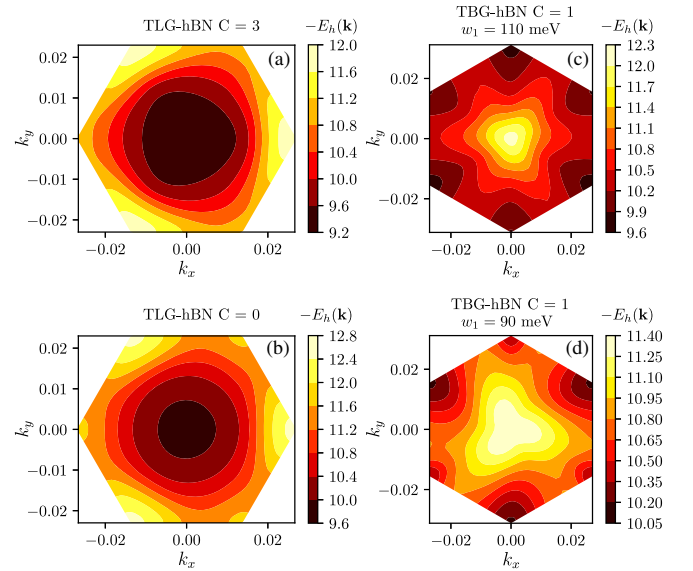 TLG-hBN C = 3
−E_h(k)
(a)
k_y
0.02
0.01
0.00
−0.01
−0.02
−0.02
0.00
0.02
k_x
12.0
11.6
11.2
10.8
10.4
10.0
9.6
9.2
TBG-hBN C = 1
w_1 = 110 meV
−E_h(k)
(c)
k_y
0.02
0.00
−0.02
−0.02
0.00
0.02
k_x
12.3
12.0
11.7
11.4
11.1
10.8
10.5
10.2
9.9
9.6
TLG-hBN C = 0
−E_h(k)
(b)
k_y
0.02
0.01
0.00
−0.01
−0.02
−0.02
0.00
0.02
k_x
12.8
12.4
12.0
11.6
11.2
10.8
10.4
10.0
9.6
TBG-hBN C = 1
w_1 = 90 meV
−E_h(k)
(d)
k_y
0.02
0.00
−0.02
−0.02
0.00
0.02
k_x
11.40
11.25
11.10
10.95
10.80
10.65
10.50
10.35
10.20
10.05